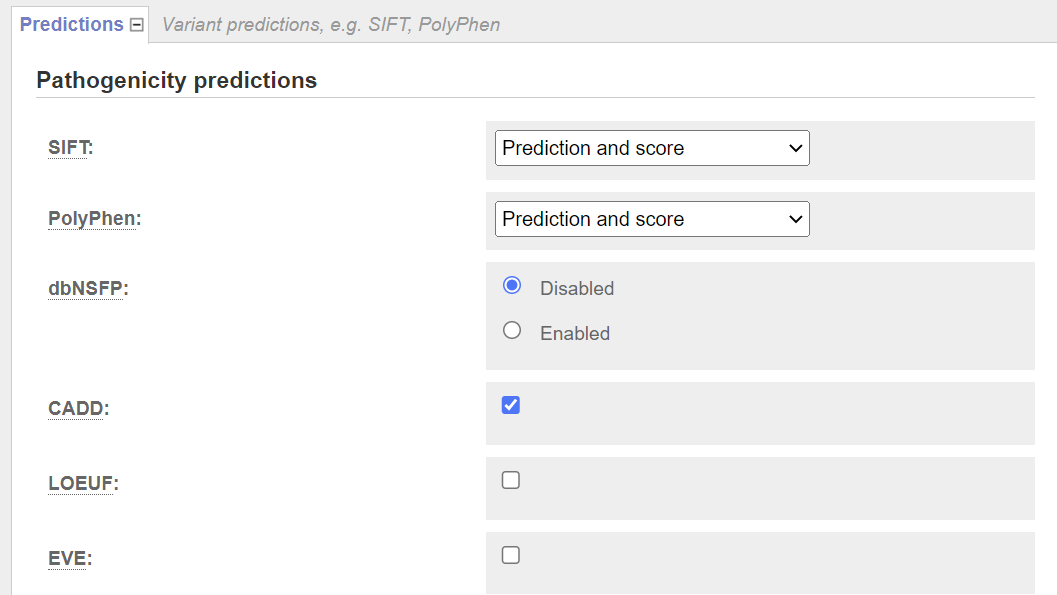 Predictions Variant predictions, e.g. SIFT, PolyPhen
Pathogenicity predictions
SIFT: Prediction and score
PolyPhen: Prediction and score
dbNSFP: Disabled
Enabled
CADD:
LOEUF:
EVE: